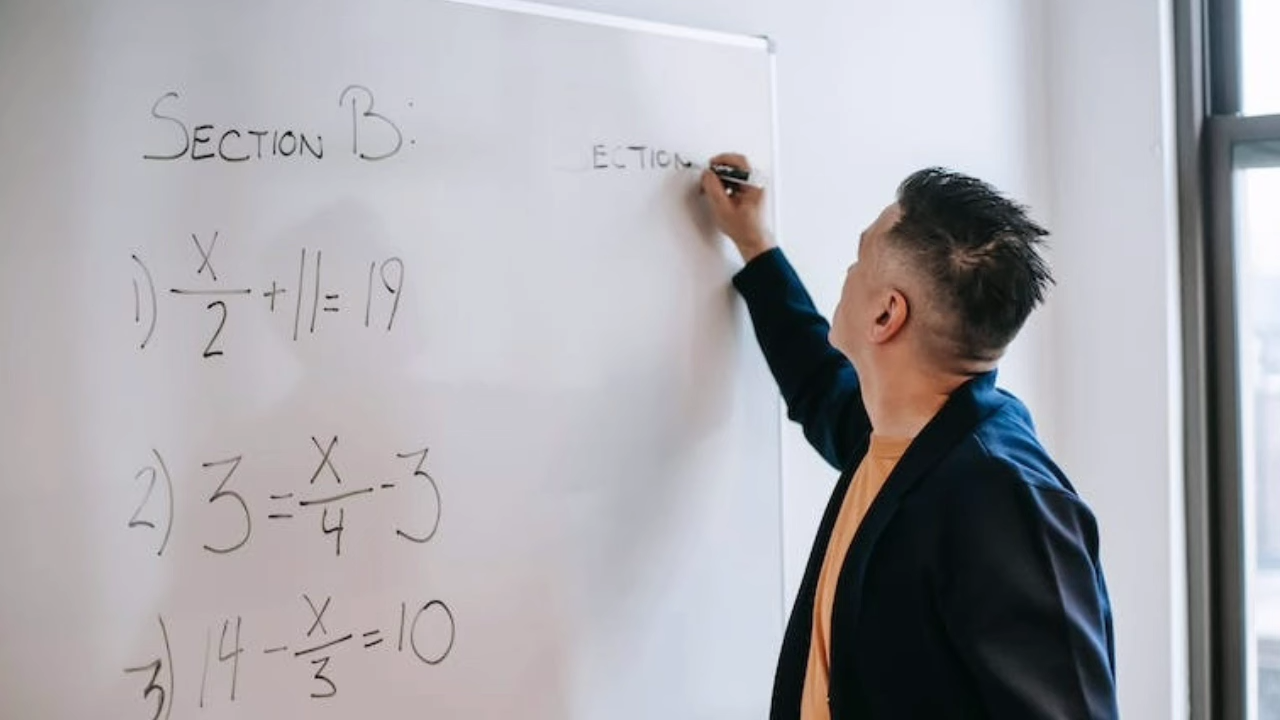 SECTION B:
1) x/2 + 11 = 19
2) 3 = x/4 - 3
3) 14 - x/3 = 10
ECTION